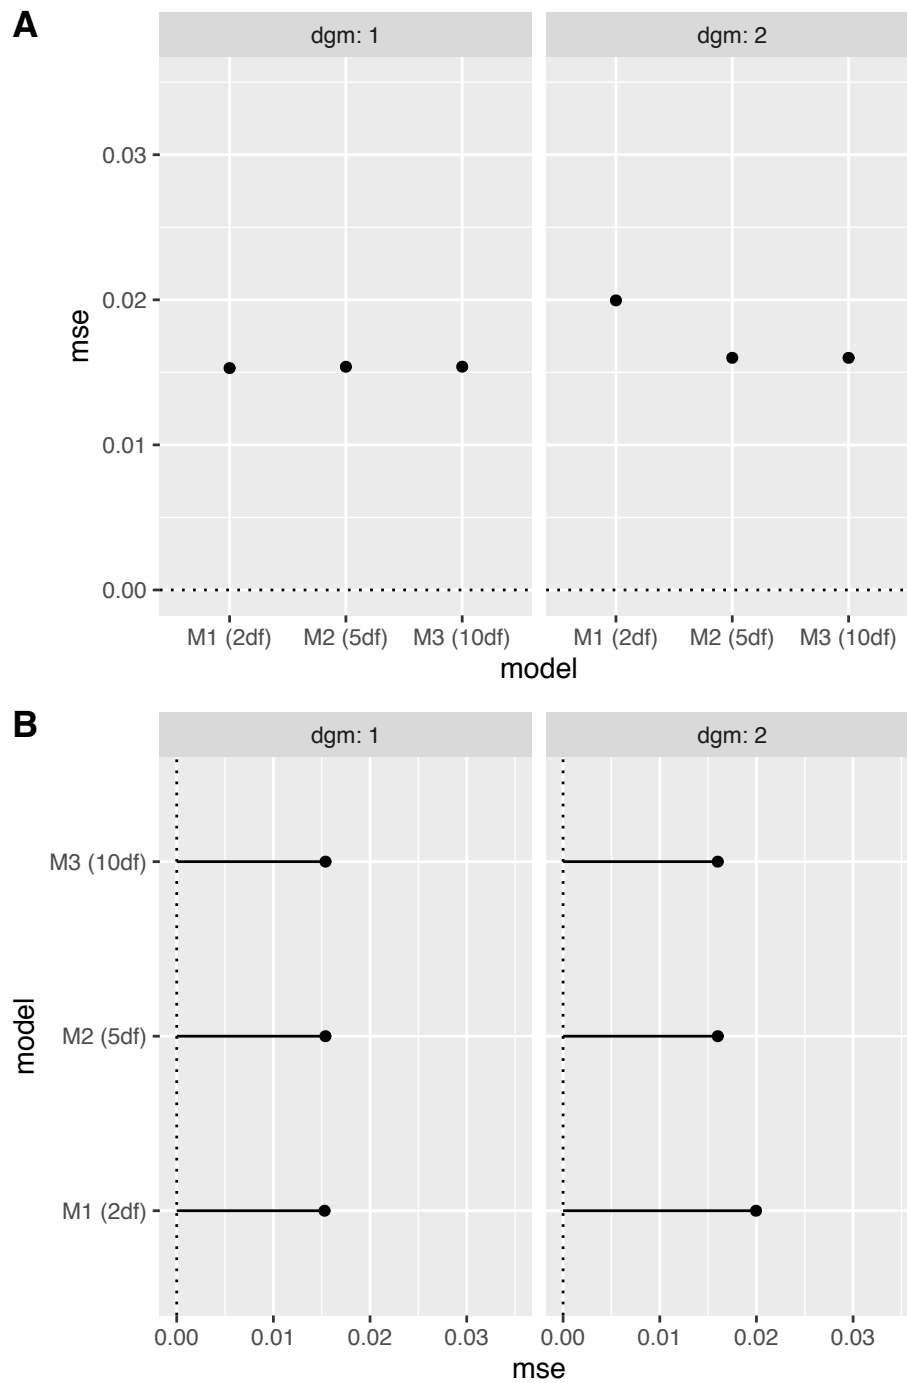 A
dgm: 1 dgm: 2
0.03
0.02
0.01
0.00
mse
M1 (2df) M2 (5df) M3 (10df) M1 (2df) M2 (5df) M3 (10df)
model
B
dgm: 1 dgm: 2
M3 (10df)
M2 (5df)
M1 (2df)
model
0.00 0.01 0.02 0.03 0.00 0.01 0.02 0.03
mse